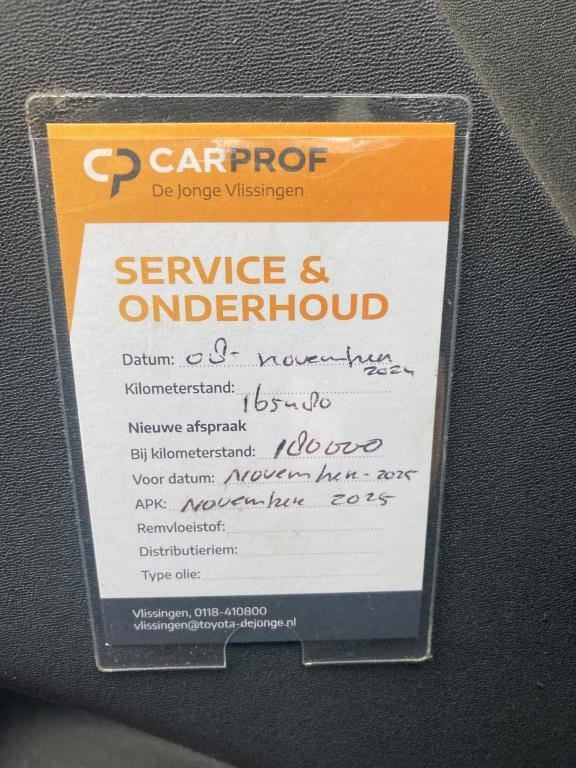 CP CARPROF
De Jonge Vlissingen
SERVICE &
ONDERHOUD
Datum: 08- november
2024
Kilometerstand:
165480
Nieuwe afspraak
Bij kilometerstand: 180000
Voor datum: November-2025
APK: November 2025
Remvloeistof:
Distributieriem:
Type olie:
Vlissingen, 0118-410800
vlissingen@toyota-dejonge.nl